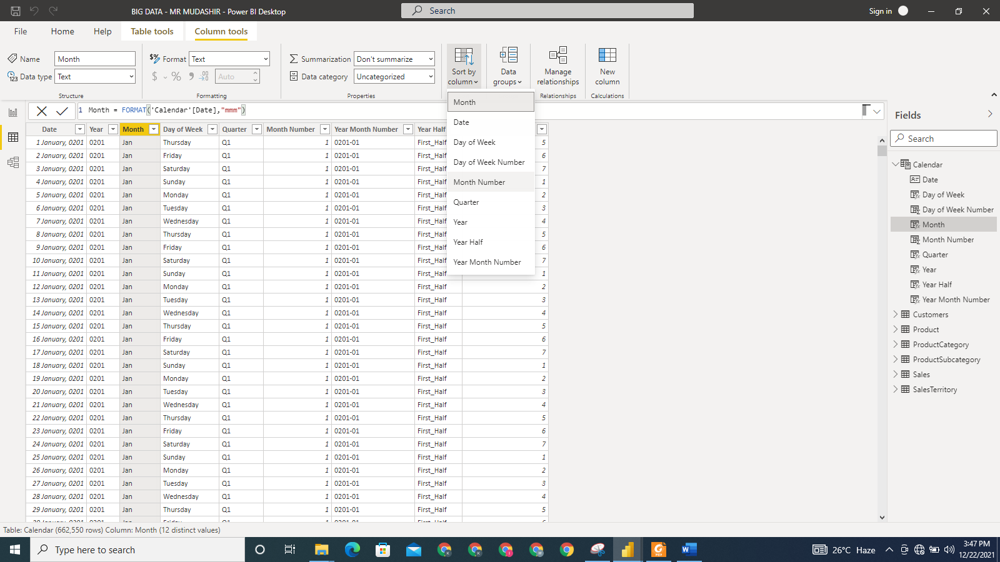 BIG DATA - MR MUDASHIR - Power BI Desktop
Search
Sign in
File
Home
Help
Table tools
Column tools
Name
Month
Data type
Text
Structure
Format
Text
Auto
Formatting
Summarization
Don't summarize
Data category
Uncategorized
Properties
Sort by
column
Data
groups
Manage
relationships
Relationships
New
column
Calculations
1 Month = FORMAT('Calendar'[Date],"mmm")
Month
Date
Day of Week
Day of Week Number
Month Number
Quarter
Year
Year Half
Year Month Number
Date Year Month Day of Week Quarter Month Number Year Month Number Year Half
1 January, 0201 0201 Jan Thursday Q1 1 0201-01 First_Half 5
2 January, 0201 0201 Jan Friday Q1 1 0201-01 First_Half 6
3 January, 0201 0201 Jan Saturday Q1 1 0201-01 First_Half 7
4 January, 0201 0201 Jan Sunday Q1 1 0201-01 First_Half 1
5 January, 0201 0201 Jan Monday Q1 1 0201-01 First_Half 2
6 January, 0201 0201 Jan Tuesday Q1 1 0201-01 First_Half 3
7 January, 0201 0201 Jan Wednesday Q1 1 0201-01 First_Half 4
8 January, 0201 0201 Jan Thursday Q1 1 0201-01 First_Half 5
9 January, 0201 0201 Jan Friday Q1 1 0201-01 First_Half 6
10 January, 0201 0201 Jan Saturday Q1 1 0201-01 First_Half 7
11 January, 0201 0201 Jan Sunday Q1 1 0201-01 First_Half 1
12 January, 0201 0201 Jan Monday Q1 1 0201-01 First_Half 2
13 January, 0201 0201 Jan Tuesday Q1 1 0201-01 First_Half 3
14 January, 0201 0201 Jan Wednesday Q1 1 0201-01 First_Half 4
15 January, 0201 0201 Jan Thursday Q1 1 0201-01 First_Half 5
16 January, 0201 0201 Jan Friday Q1 1 0201-01 First_Half 6
17 January, 0201 0201 Jan Saturday Q1 1 0201-01 First_Half 7
18 January, 0201 0201 Jan Sunday Q1 1 0201-01 First_Half 1
19 January, 0201 0201 Jan Monday Q1 1 0201-01 First_Half 2
20 January, 0201 0201 Jan Tuesday Q1 1 0201-01 First_Half 3
21 January, 0201 0201 Jan Wednesday Q1 1 0201-01 First_Half 4
22 January, 0201 0201 Jan Thursday Q1 1 0201-01 First_Half 5
23 January, 0201 0201 Jan Friday Q1 1 0201-01 First_Half 6
24 January, 0201 0201 Jan Saturday Q1 1 0201-01 First_Half 7
25 January, 0201 0201 Jan Sunday Q1 1 0201-01 First_Half 1
26 January, 0201 0201 Jan Monday Q1 1 0201-01 First_Half 2
27 January, 0201 0201 Jan Tuesday Q1 1 0201-01 First_Half 3
28 January, 0201 0201 Jan Wednesday Q1 1 0201-01 First_Half 4
29 January, 0201 0201 Jan Thursday Q1 1 0201-01 First_Half 5
Fields
Search
Calendar
Date
Day of Week
Day of Week Number
Month
Month Number
Quarter
Year
Year Half
Year Month Number
Customers
Product
ProductCategory
ProductSubcategory
Sales
SalesTerritory
Table: Calendar (662,550 rows) Column: Month (12 distinct values)
Type here to search
26°C Haze
3:47 PM
12/22/2021